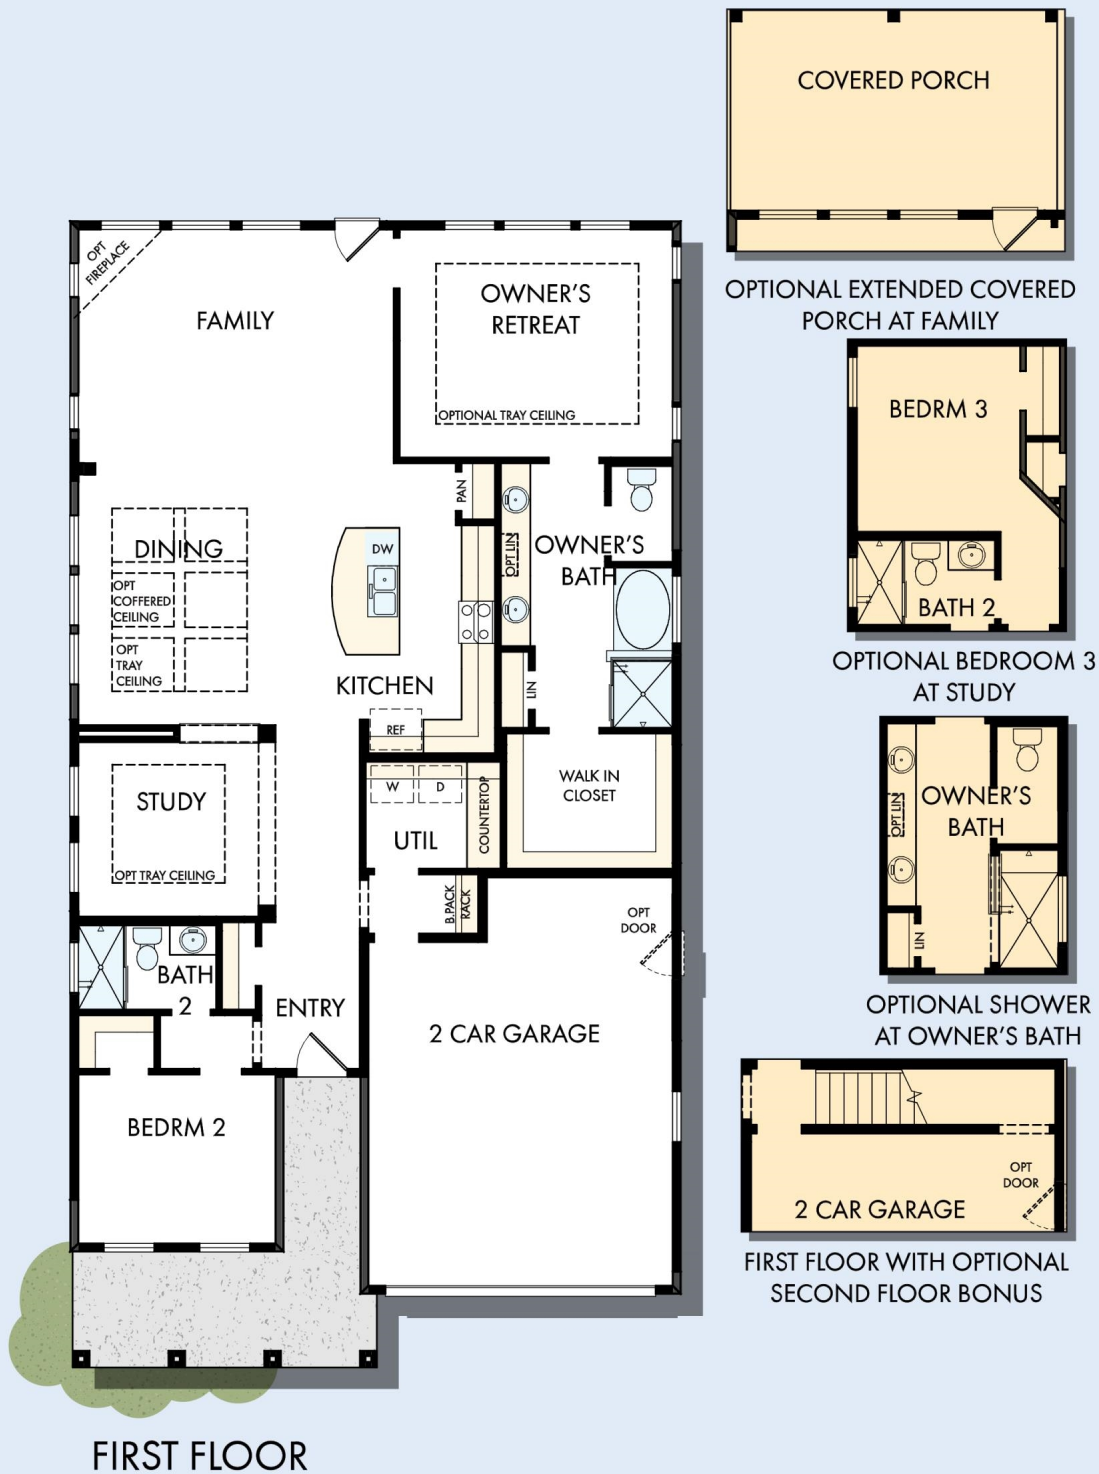 COVERED PORCH
OPTIONAL EXTENDED COVERED
PORCH AT FAMILY
OPT
FIREPLACE
FAMILY
OWNER'S
RETREAT
OPTIONAL TRAY CEILING
BEDRM 3
BATH 2
OPTIONAL BEDROOM 3
AT STUDY
PAN
DINING
OPT
COFFERED
CEILING
OPT
TRAY
CEILING
DW
OPT LIN
OWNER'S
BATH
KITCHEN
REF
LIN
STUDY
OPT TRAY CEILING
W
D
UTIL
COUNTERTOP
WALK IN
CLOSET
OWNER'S
BATH
OPT LIN
LIN
OPTIONAL SHOWER
AT OWNER'S BATH
B.PACK
RACK
OPT
DOOR
BATH
2
ENTRY
2 CAR GARAGE
BEDRM 2
OPT
DOOR
2 CAR GARAGE
FIRST FLOOR WITH OPTIONAL
SECOND FLOOR BONUS
FIRST FLOOR